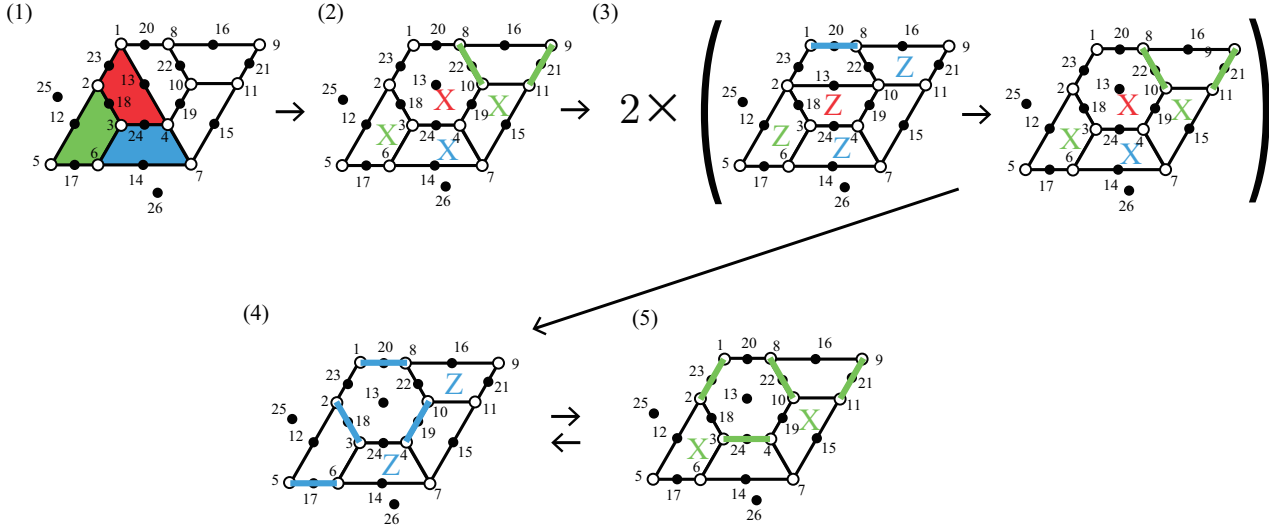 (1) (2) (3)
1 20 8 16 9
23 22 21
25 2 13 10 11
12 18 19 15
3 24 4
5 6 7
17 14
26
1 20 8 16 9
23 22 21
25 2 13 10 11
X X
12 18 19 15
3 24 4
X X
5 6 7
17 14
26
2×
1 20 8 16
23 22 Z 21
25 2 13 10 11
12 18 Z 19 15
3 24 4
Z Z
5 6 7
17 14
26
1 20 8 16 9
23 22 21
25 2 13 10 11
X X
12 18 19 15
3 24 4
X X
5 6 7
17 14
26
(4) (5)
1 20 8 16 9
23 22 Z 21
25 2 13 10 11
12 18 19 15
3 24 4
Z
5 6 7
17 14
26
1 20 8 16 9
23 22 21
25 2 13 10 11
X
12 18 19 15
3 24 4
X
5 6 7
17 14
26